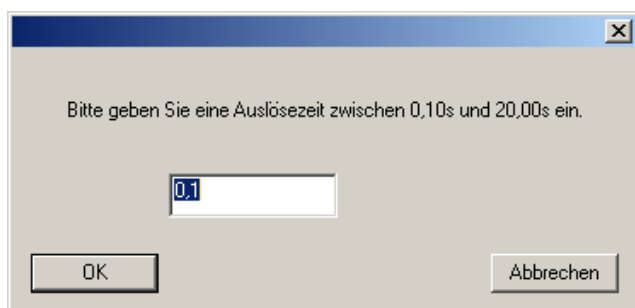 Bitte geben Sie eine Auslösezeit zwischen 0,10s und 20,00s ein.
0,1
OK
Abbrechen